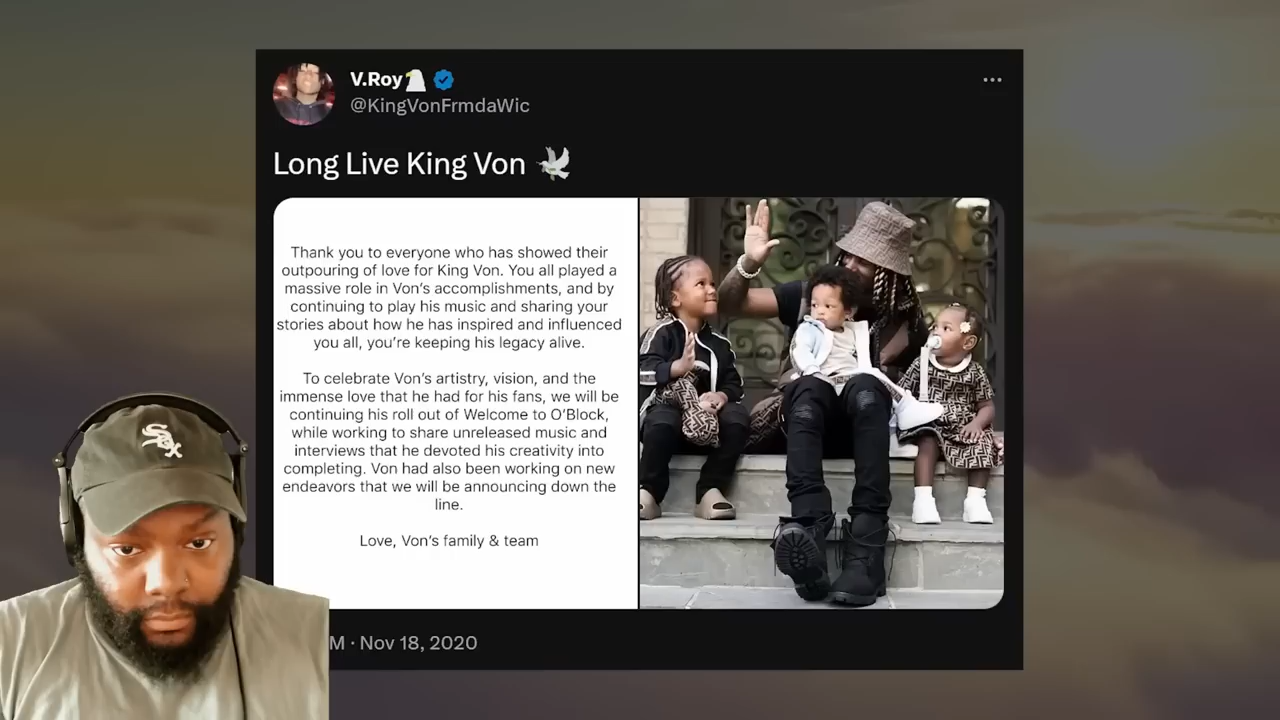 V.Roy
@KingVonFrmdaWic
Long Live King Von 🕊️
Thank you to everyone who has showed their
outpouring of love for King Von. You all played a
massive role in Von's accomplishments, and by
continuing to play his music and sharing your
stories about how he has inspired and influenced
you all, you're keeping his legacy alive.
To celebrate Von's artistry, vision, and the
immense love that he had for his fans, we will be
continuing his roll out of Welcome to O'Block,
while working to share unreleased music and
interviews that he devoted his creativity into
completing. Von had also been working on new
endeavors that we will be announcing down the
line.
Love, Von's family & team
M · Nov 18, 2020
Sox